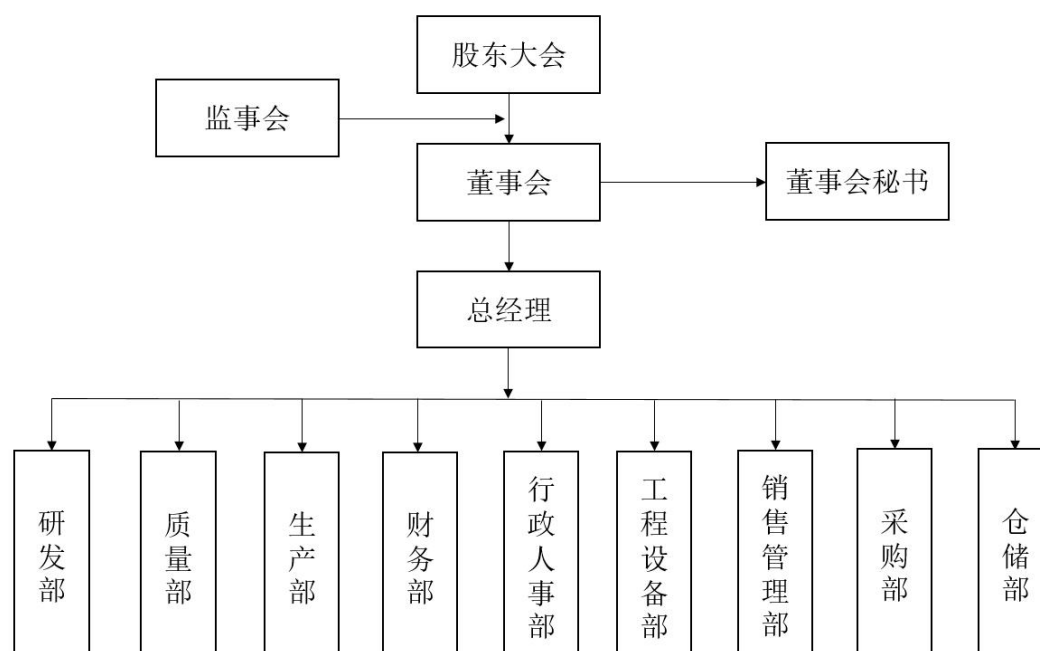 股东大会
监事会
董事会
董事会秘书
总经理
研发部
质量部
生产部
财务部
行政人事部
工程设备部
销售管理部
采购部
仓储部